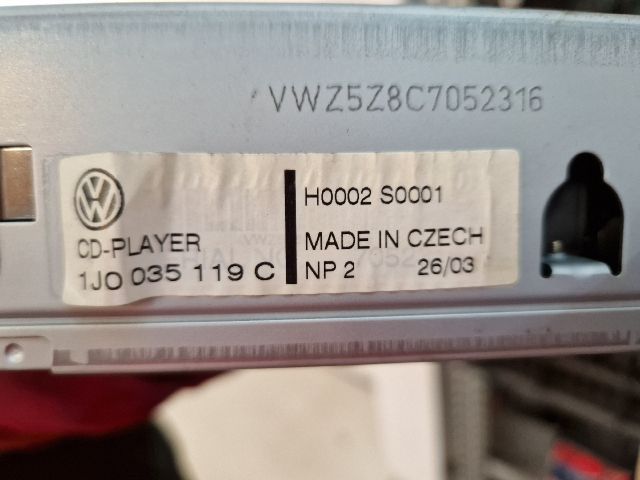 VWZ5Z8C7052316
CD-PLAYER
1J0 035 119 C
H0002 S0001
MADE IN CZECH
NP 2 26/03